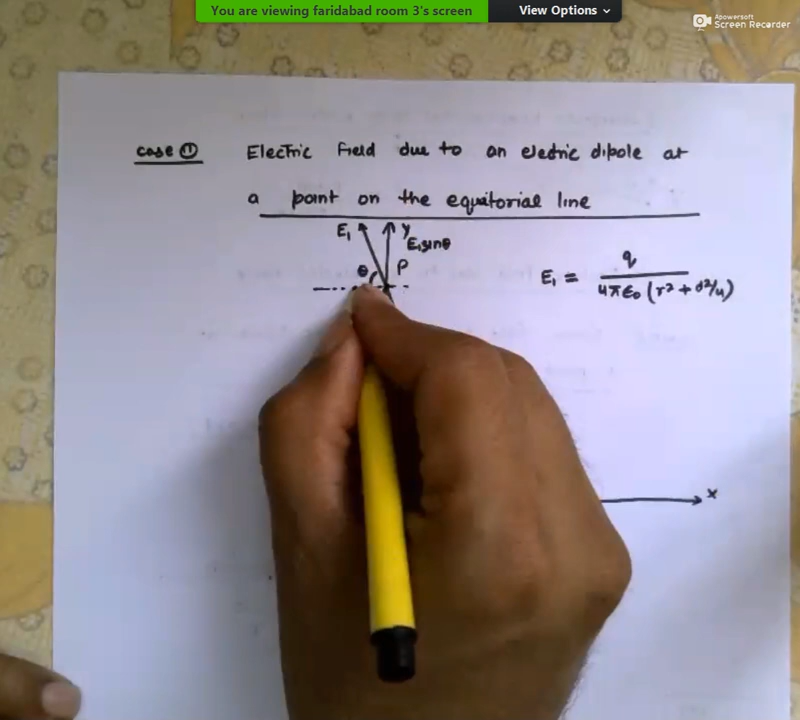 You are viewing faridabad room 3's screen
View Options
Apowersoft
Screen Recorder
Case ①
Electric Field due to an electric dipole at
a point on the equitorial line
E₁
y
E₁sinθ
θ
P
E₁ = q / 4πϵ₀ (r² + d²/4)
x